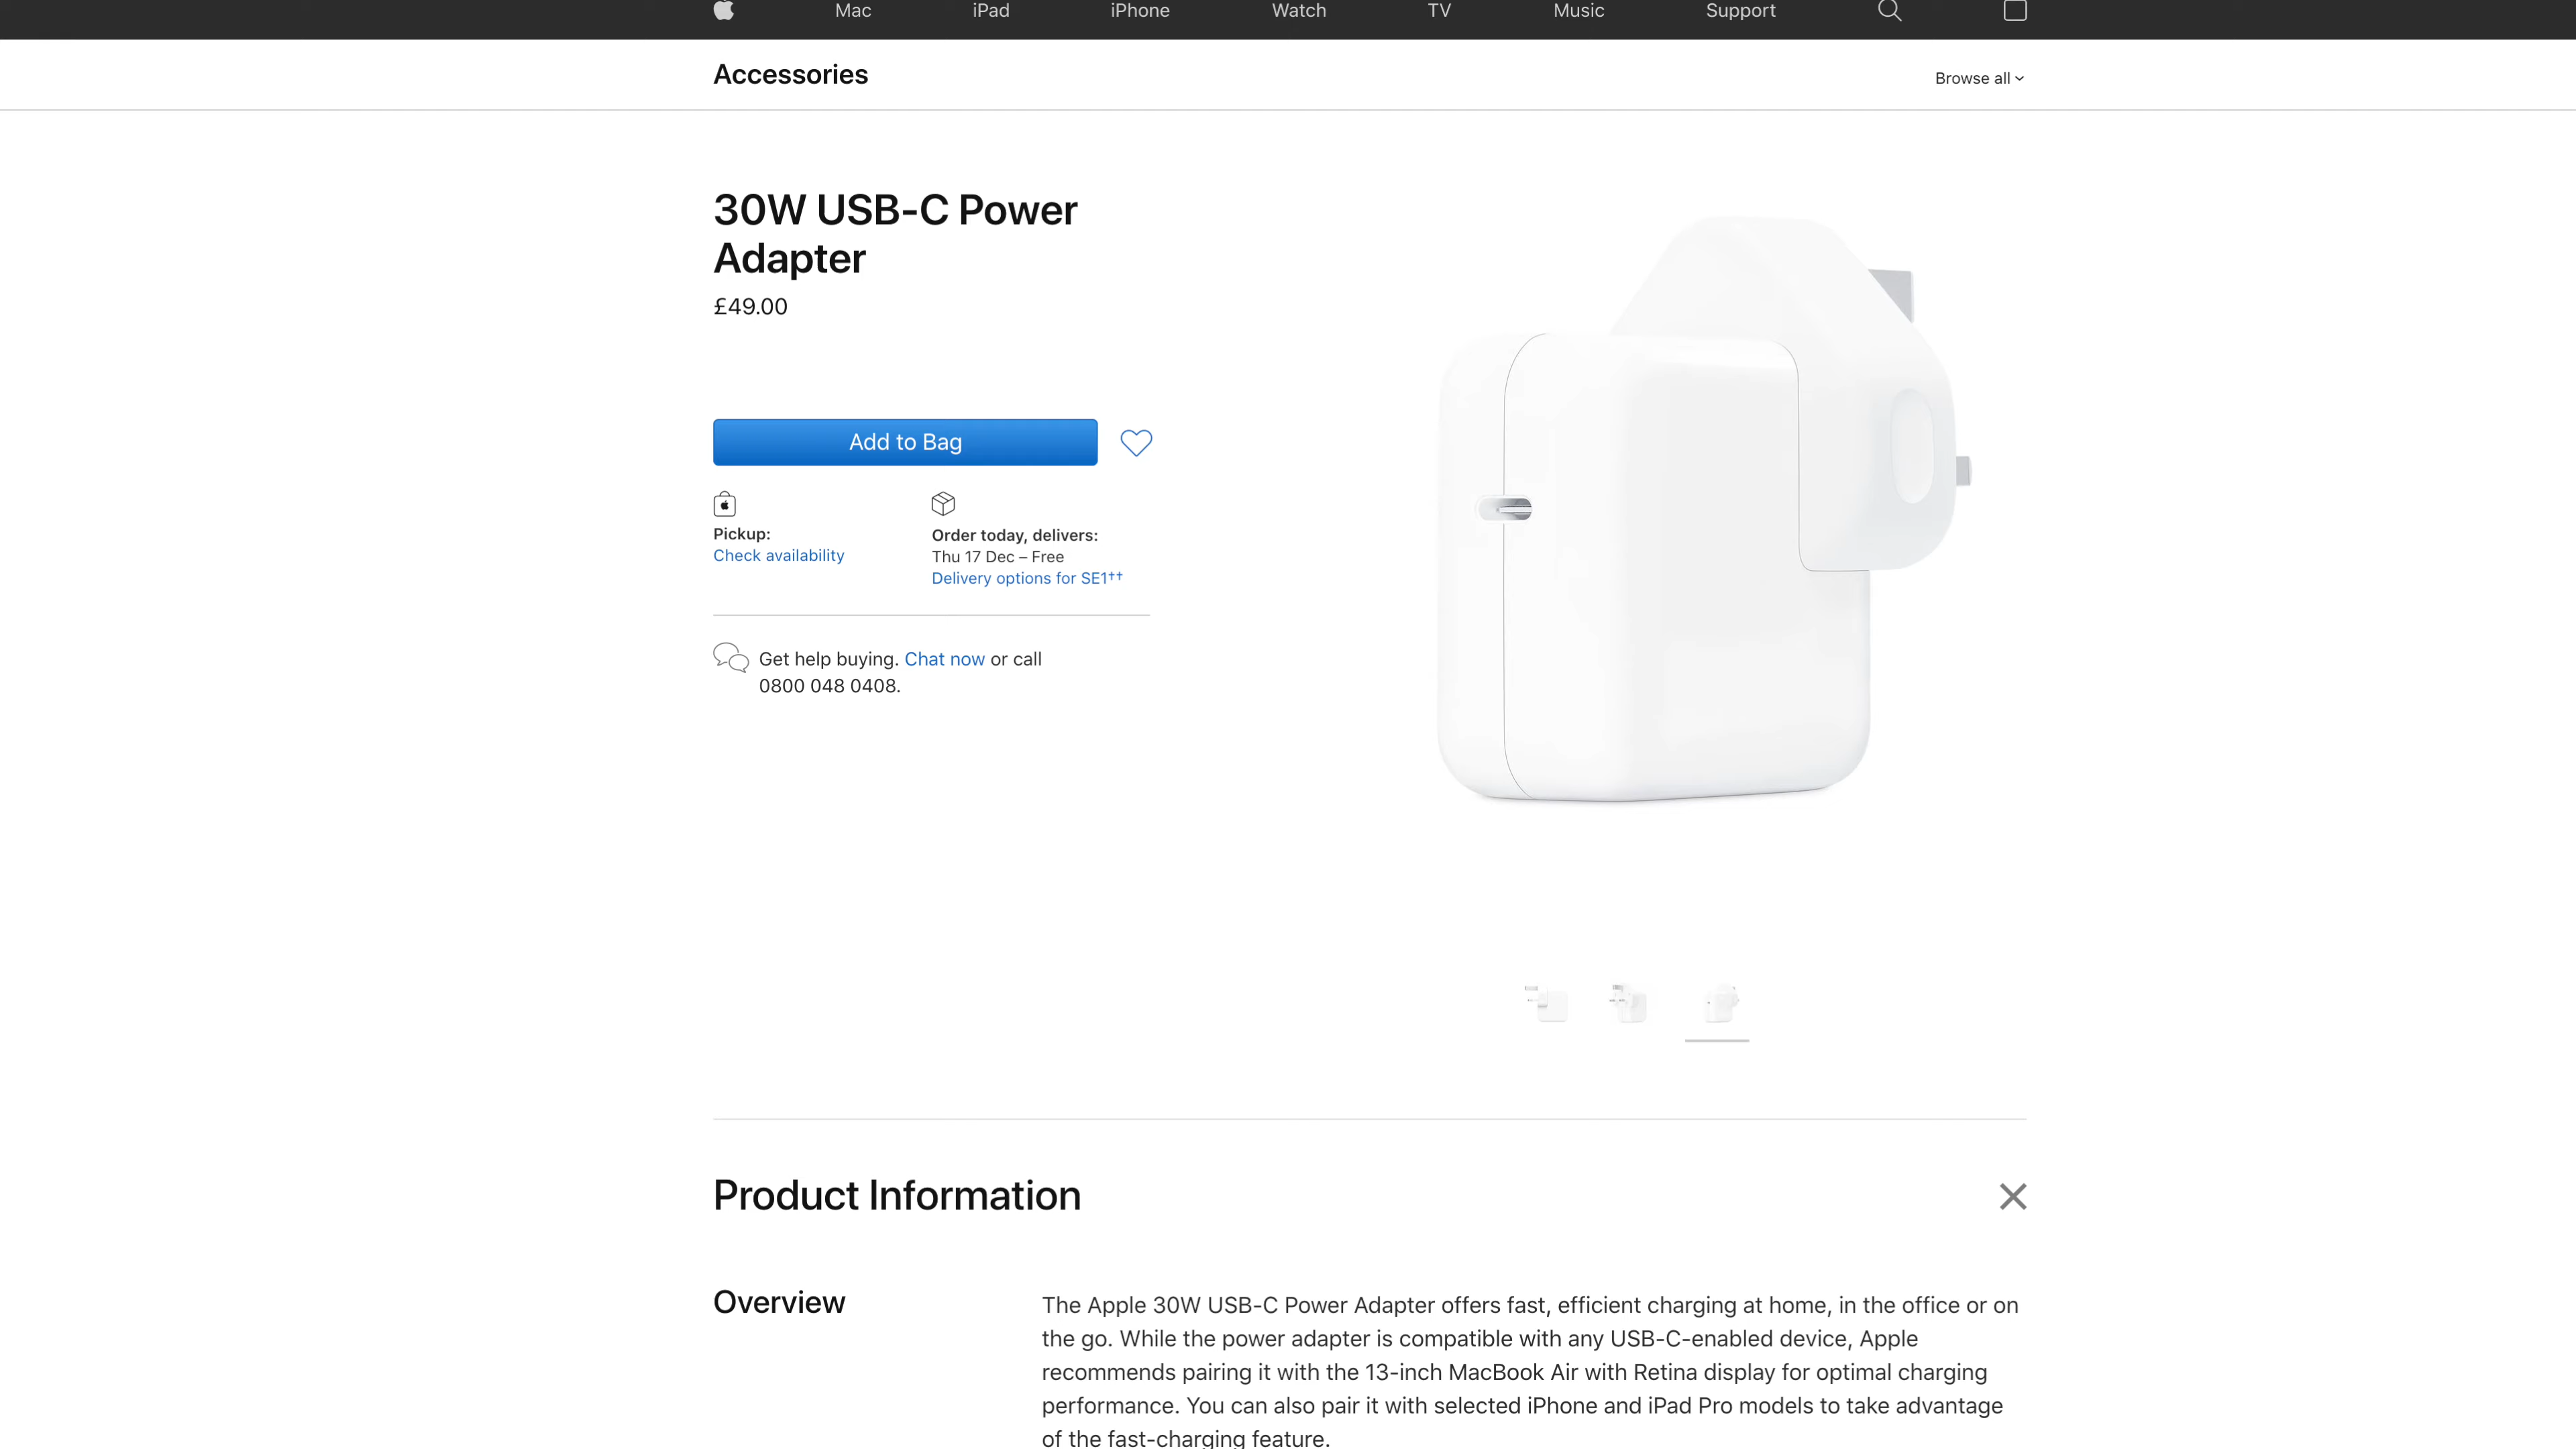 Mac iPad iPhone Watch TV Music Support
Accessories
Browse all
30W USB-C Power
Adapter
£49.00
Add to Bag
Pickup:
Check availability
Order today, delivers:
Thu 17 Dec – Free
Delivery options for SE1††
Get help buying. Chat now or call
0800 048 0408.
Product Information
Overview
The Apple 30W USB-C Power Adapter offers fast, efficient charging at home, in the office or on
the go. While the power adapter is compatible with any USB-C-enabled device, Apple
recommends pairing it with the 13-inch MacBook Air with Retina display for optimal charging
performance. You can also pair it with selected iPhone and iPad Pro models to take advantage
of the fast-charging feature.